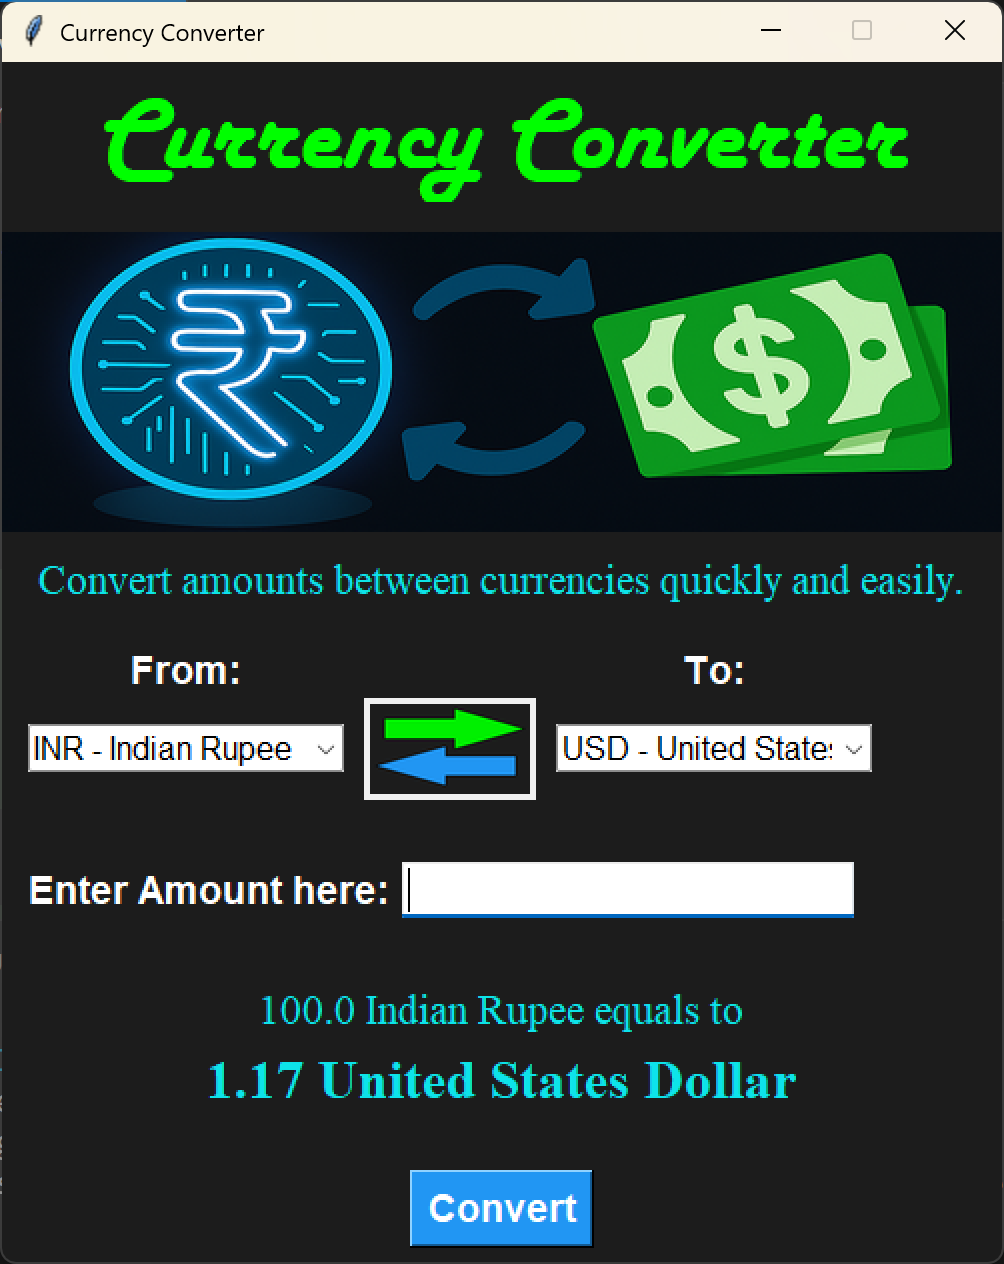 Currency Converter
Currency Converter
₹
$
Convert amounts between currencies quickly and easily.
From: To:
INR - Indian Rupee USD - United States
Enter Amount here:
100.0 Indian Rupee equals to
1.17 United States Dollar
Convert